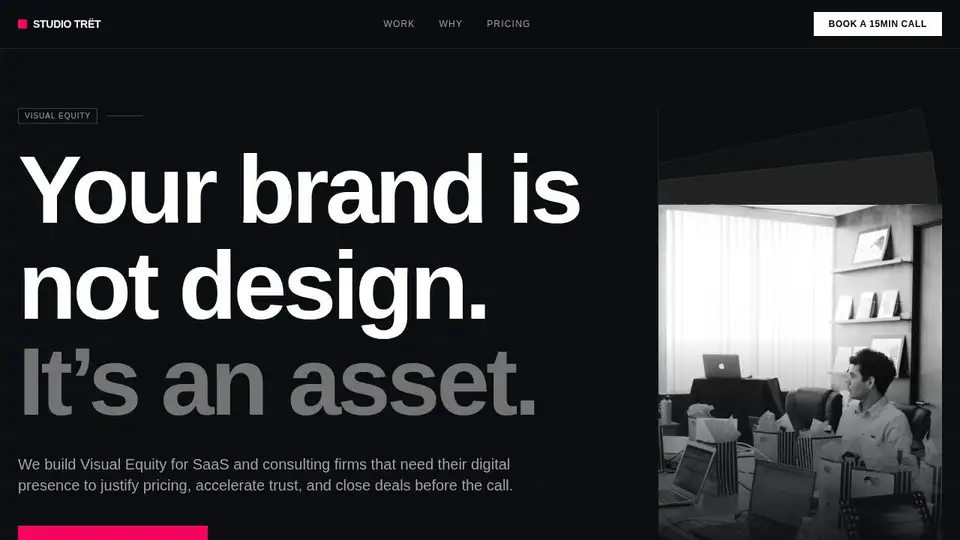 STUDIO TRËT
WORK WHY PRICING
BOOK A 15MIN CALL
VISUAL EQUITY
Your brand is
not design.
It’s an asset.
We build Visual Equity for SaaS and consulting firms that need their digital
presence to justify pricing, accelerate trust, and close deals before the call.